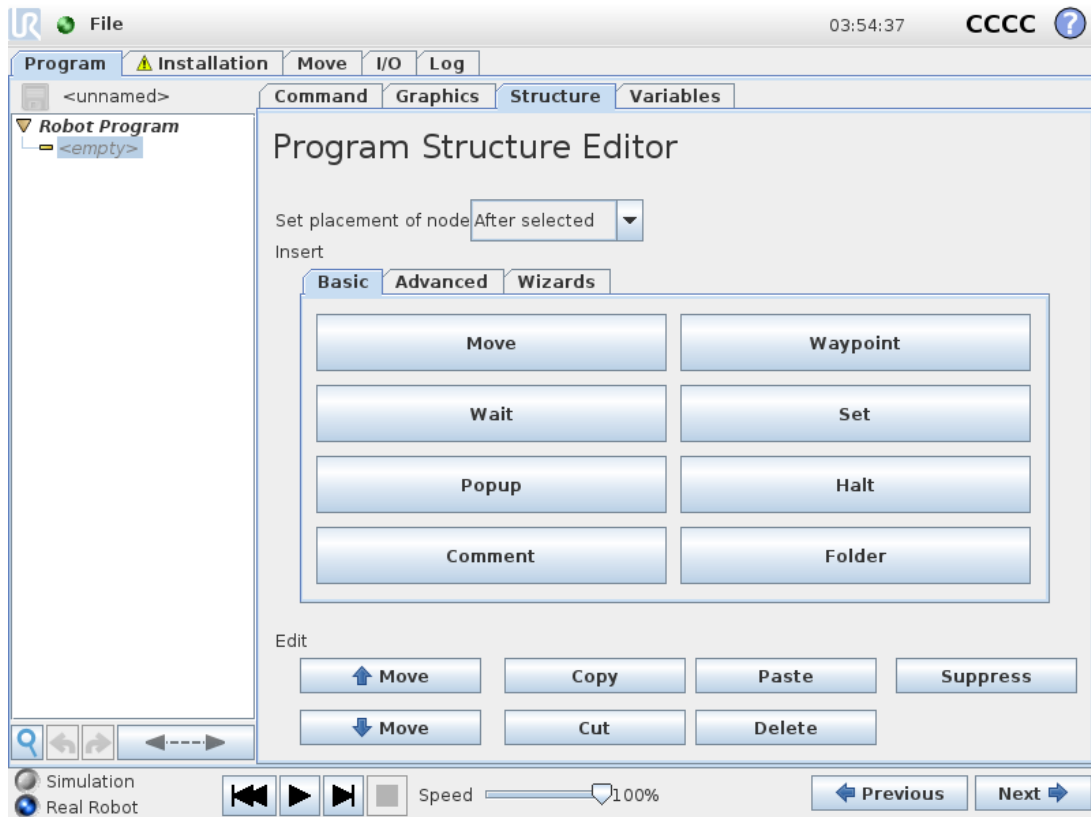 UR File 03:54:37 CCCC ?
Program Installation Move I/O Log
<unnamed> Command Graphics Structure Variables
Robot Program
<empty>
Program Structure Editor
Set placement of node After selected
Insert
Basic Advanced Wizards
Move Waypoint
Wait Set
Popup Halt
Comment Folder
Edit
Move Copy Paste Suppress
Move Cut Delete
Simulation
Real Robot
Speed 100% Previous Next